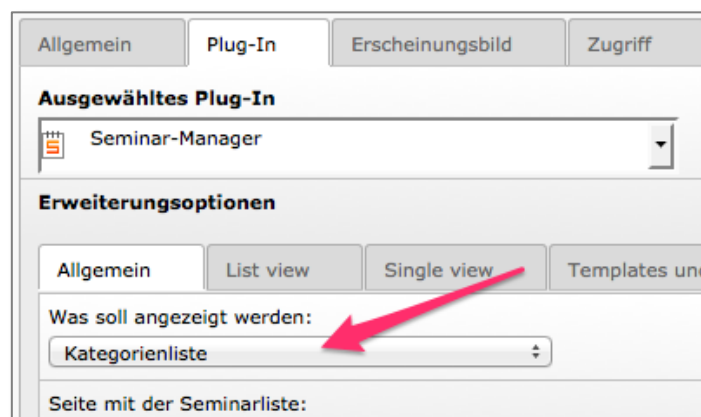 Allgemein Plug-In Erscheinungsbild Zugriff
Ausgewähltes Plug-In
Seminar-Manager
Erweiterungsoptionen
Allgemein List view Single view Templates und
Was soll angezeigt werden:
Kategorienliste
Seite mit der Seminarliste: